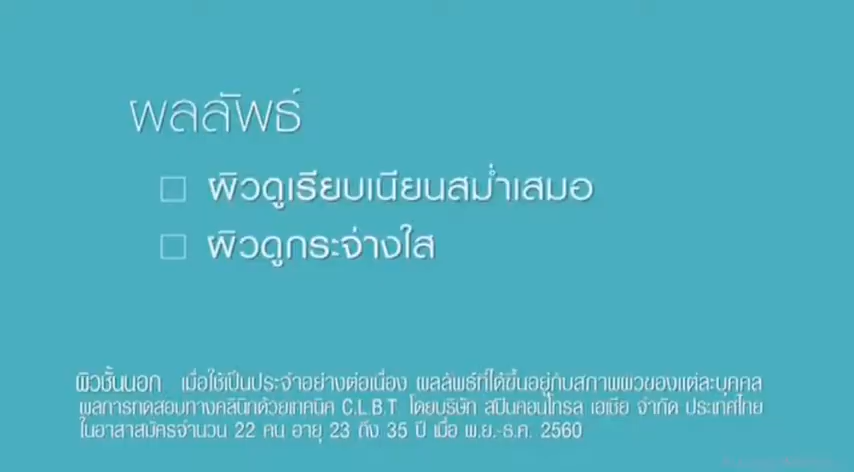 ผลลัพธ์
ผิวดูเรียบเนียนสม่ำเสมอ
ผิวดูกระจ่างใส
ผิวชั้นนอก เมื่อใช้เป็นประจำอย่างต่อเนื่อง ผลลัพธ์ที่ได้ขึ้นอยู่กับสภาพผิวของแต่ละบุคคล
ผลการทดสอบทางคลินิกด้วยเทคนิค C.L.B.T โดยบริษัท สปินคอนโทรล เอเชีย จำกัด ประเทศไทย
ในอาสาสมัครจำนวน 22 คน อายุ 23 ถึง 35 ปี เมื่อ พ.ย.-ธ.ค. 2560